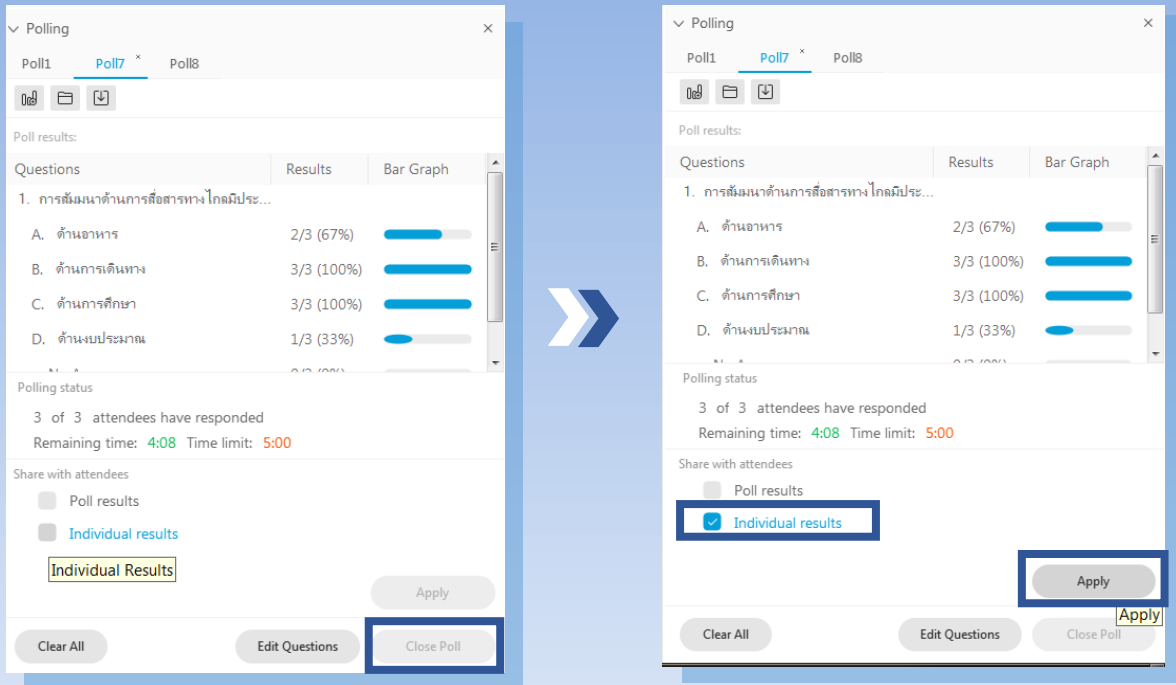 Polling
Poll1 Poll7 Poll8
Poll results:
Questions Results Bar Graph
1. การสัมมนาด้านการสื่อสารทางไกลมีประ...
A. ด้านอาหาร 2/3 (67%)
B. ด้านการเดินทาง 3/3 (100%)
C. ด้านการศึกษา 3/3 (100%)
D. ด้านงบประมาณ 1/3 (33%)
Polling status
3 of 3 attendees have responded
Remaining time: 4:08 Time limit: 5:00
Share with attendees
Poll results
Individual results
Individual Results
Apply
Clear All Edit Questions Close Poll
Polling
Poll1 Poll7 Poll8
Poll results:
Questions Results Bar Graph
1. การสัมมนาด้านการสื่อสารทางไกลมีประ...
A. ด้านอาหาร 2/3 (67%)
B. ด้านการเดินทาง 3/3 (100%)
C. ด้านการศึกษา 3/3 (100%)
D. ด้านงบประมาณ 1/3 (33%)
Polling status
3 of 3 attendees have responded
Remaining time: 4:08 Time limit: 5:00
Share with attendees
Poll results
Individual results
Apply
Apply
Clear All Edit Questions Close Poll